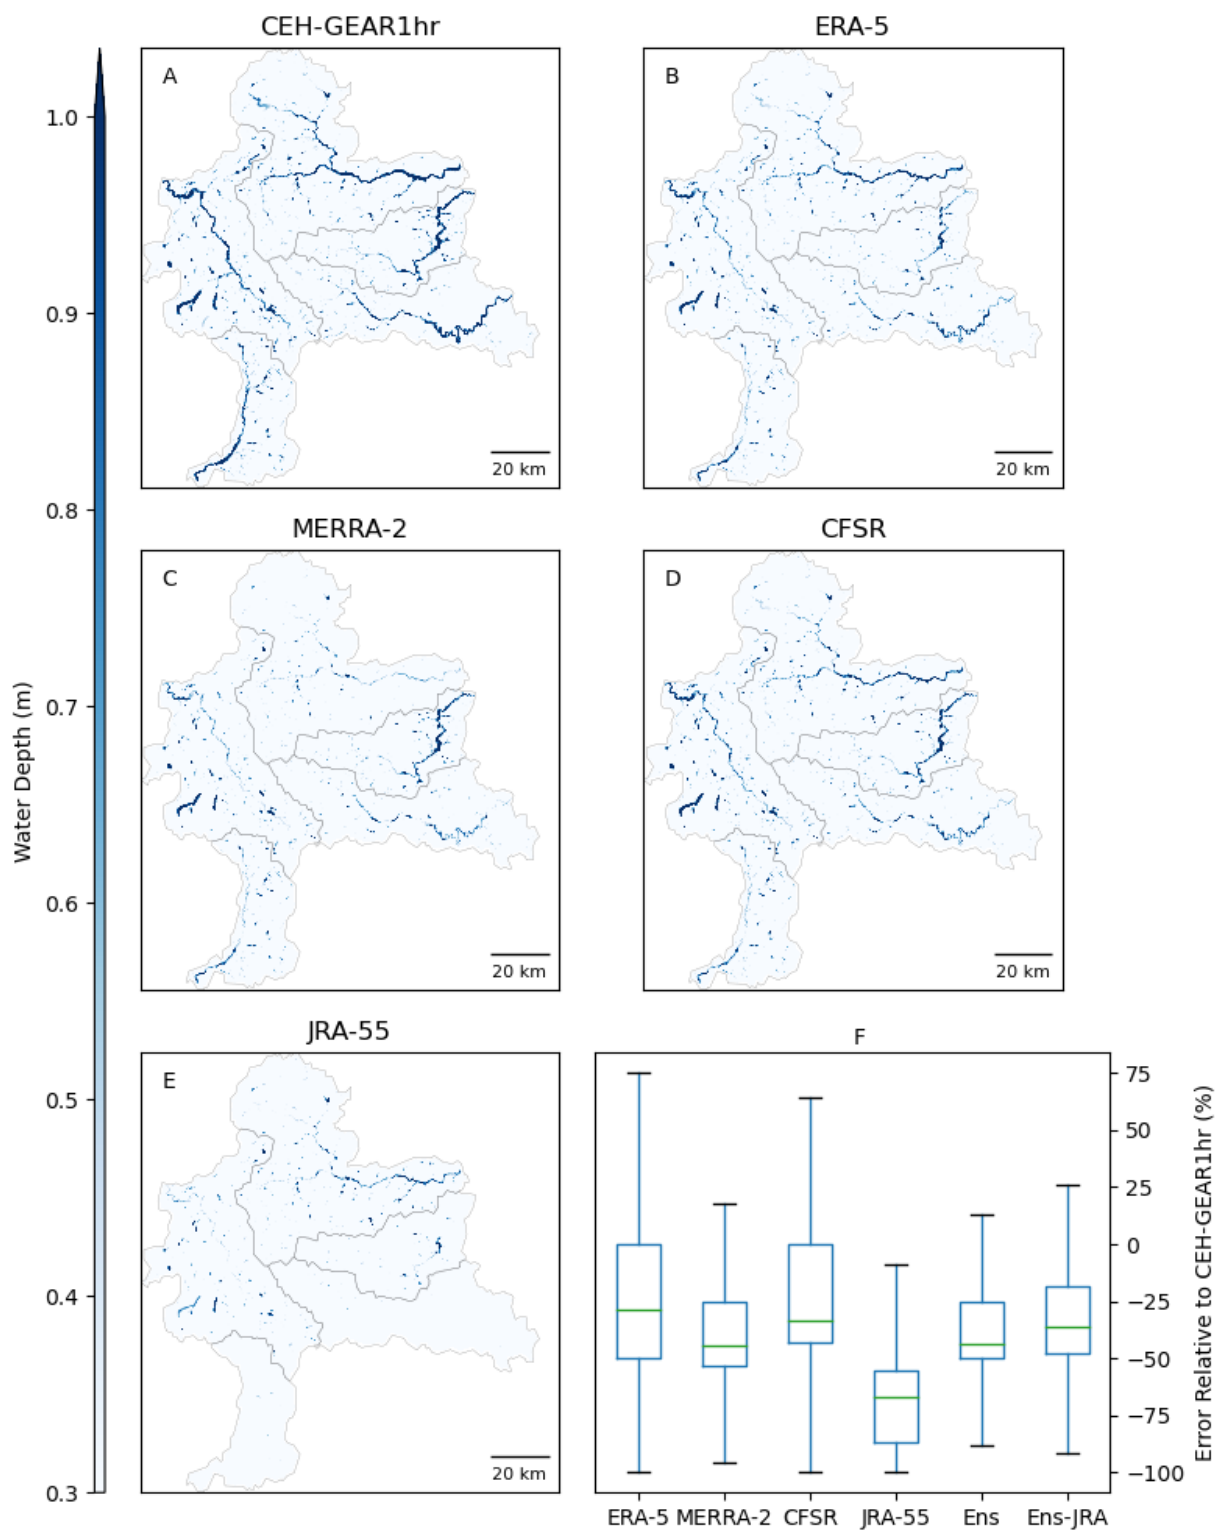 CEH-GEAR1hr
ERA-5
A
B
1.0
0.9
0.8
0.7
0.6
0.5
0.4
0.3
Water Depth (m)
20 km
20 km
MERRA-2
CFSR
C
D
20 km
20 km
JRA-55
F
E
20 km
75
50
25
0
−25
−50
−75
−100
Error Relative to CEH-GEAR1hr (%)
ERA-5 MERRA-2 CFSR JRA-55 Ens Ens-JRA